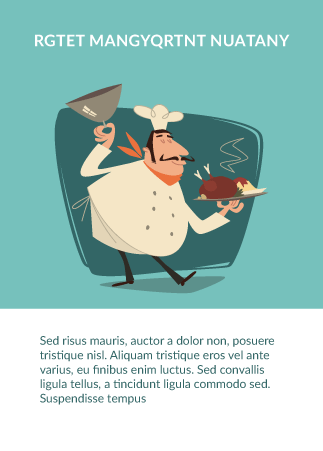 RGTET MANGYQRTNT NUATANY
Sed risus mauris, auctor a dolor non, posuere
tristique nisl. Aliquam tristique eros vel ante
varius, eu finibus enim luctus. Sed convallis
ligula tellus, a tincidunt ligula commodo sed.
Suspendisse tempus